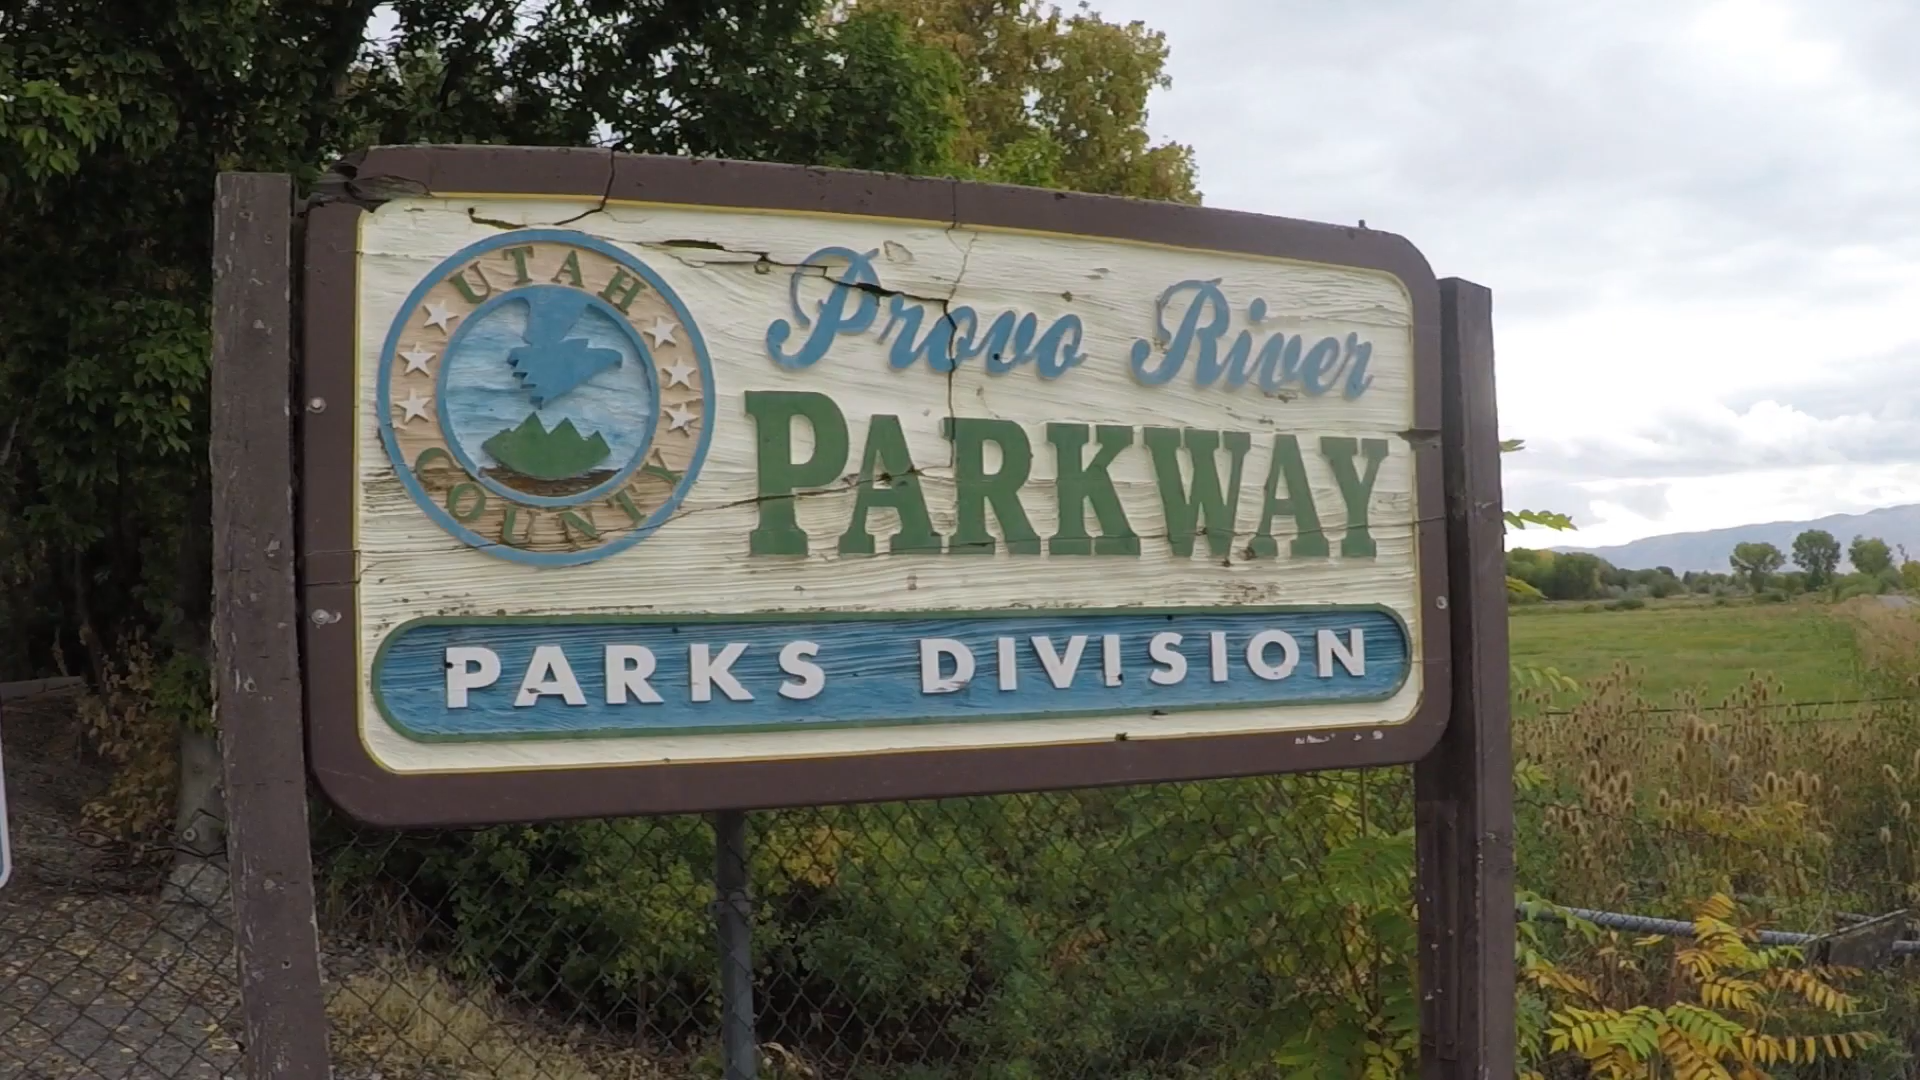 UTAH
COUNTY
Provo River
PARKWAY
PARKS DIVISION